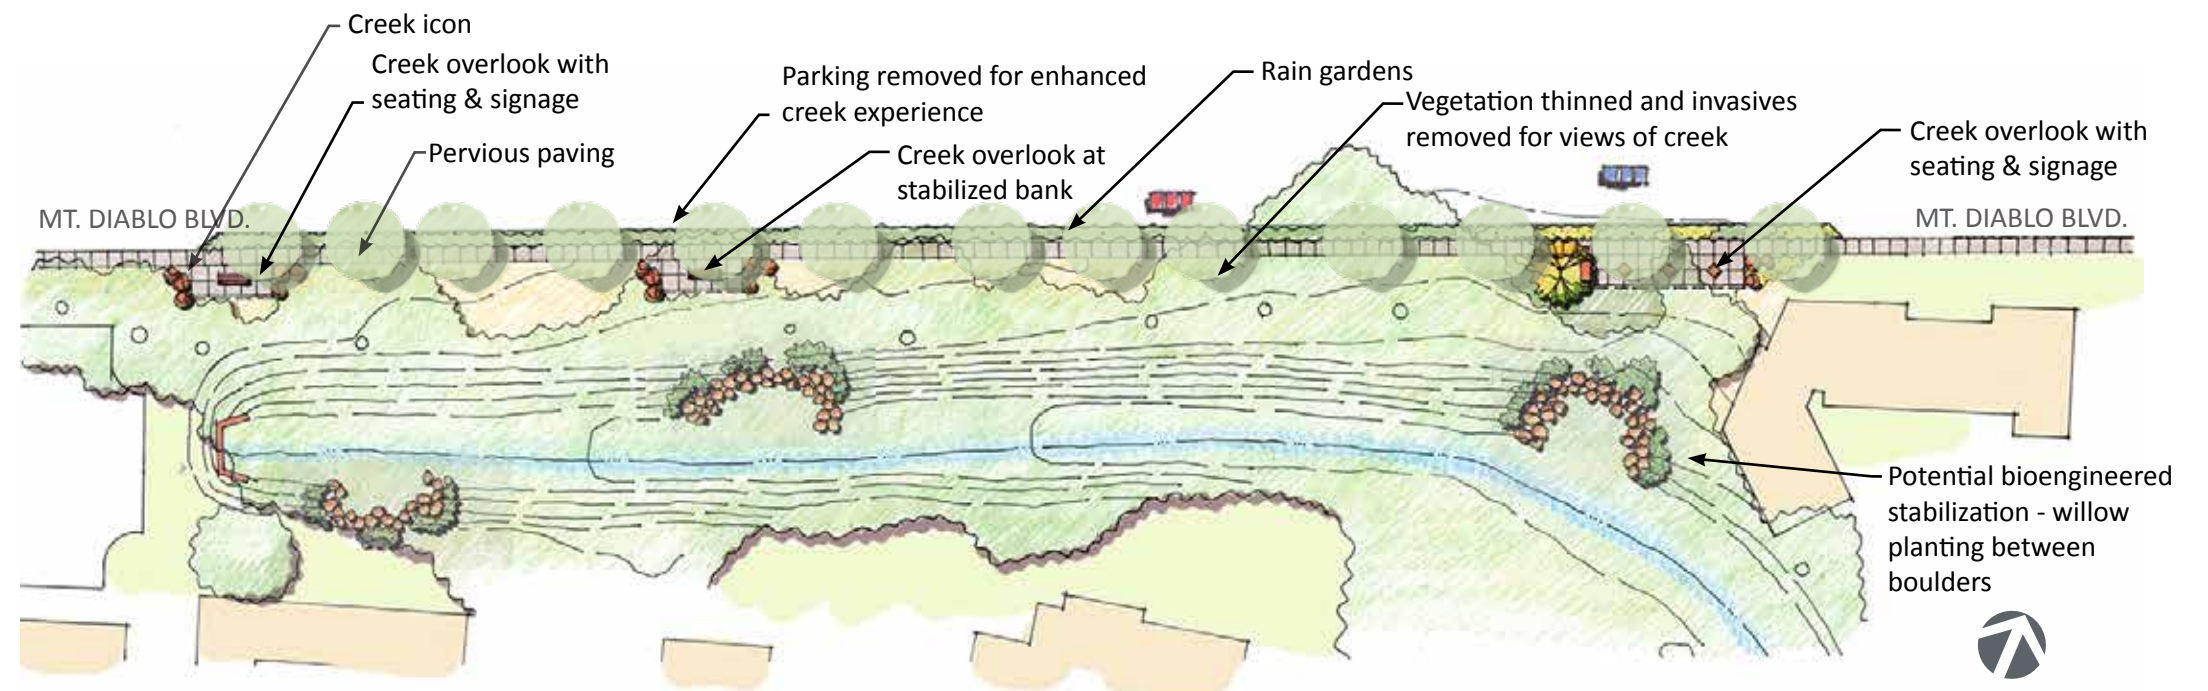 Creek icon
Creek overlook with
seating & signage
Pervious paving
Parking removed for enhanced
creek experience
Creek overlook at
stabilized bank
Rain gardens
Vegetation thinned and invasives
removed for views of creek
Creek overlook with
seating & signage
MT. DIABLO BLVD.
MT. DIABLO BLVD.
Potential bioengineered
stabilization - willow
planting between
boulders